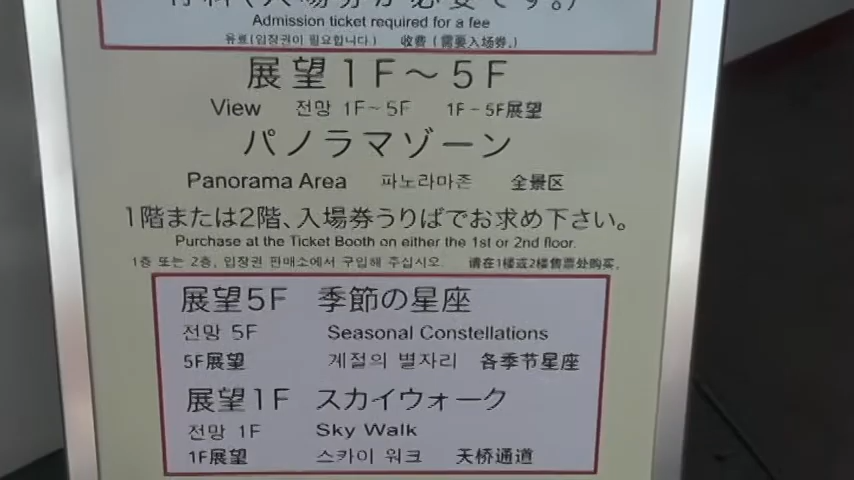 有料（入場券が必要です。）
Admission ticket required for a fee
유료(입장권이 필요합니다.) 收费（需要入场券。）
展望1F～5F
View 전망 1F~5F 1F-5F展望
パノラマゾーン
Panorama Area 파노라마존 全景区
1階または2階、入場券うりばでお求め下さい。
Purchase at the Ticket Booth on either the 1st or 2nd floor.
1층 또는 2층, 입장권 판매소에서 구입해 주십시오. 请在1楼或2楼售票处购买。
展望5F 季節の星座
전망 5F Seasonal Constellations
5F展望 계절의 별자리 各季节星座
展望1F スカイウォーク
전망 1F Sky Walk
1F展望 스카이 워크 天桥通道